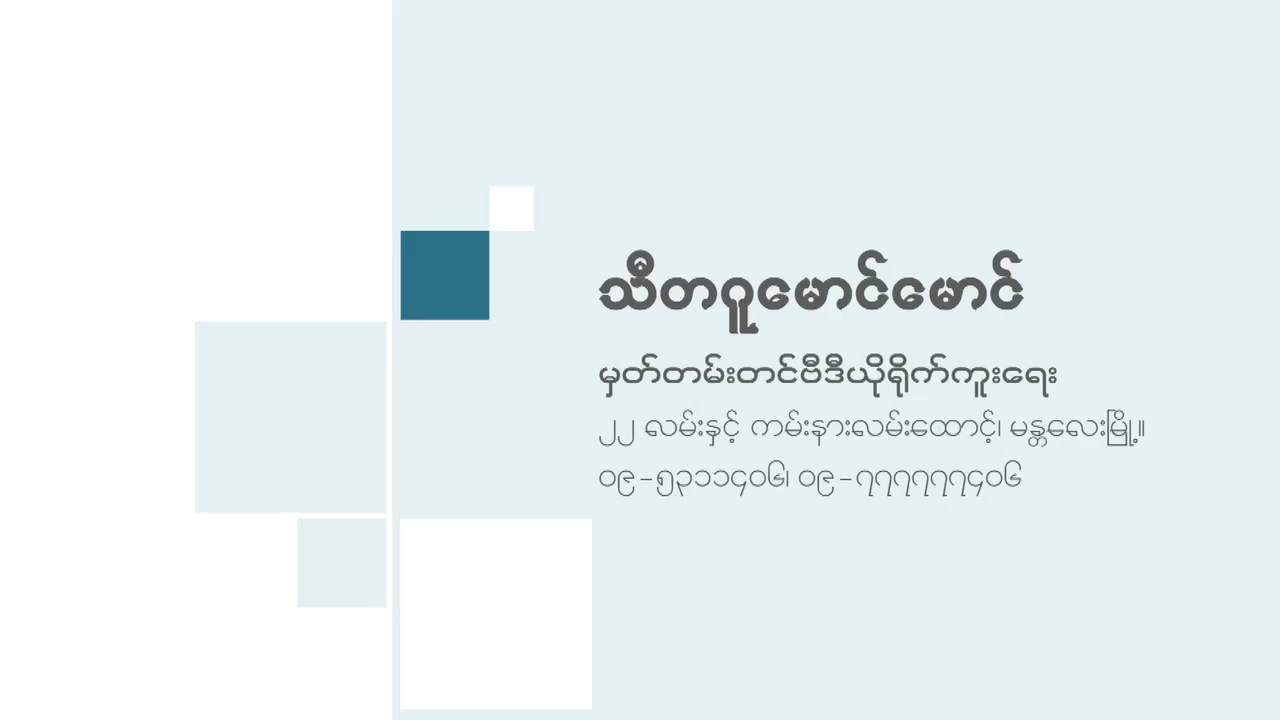 သီတဂူမောင်မောင်
မှတ်တမ်းတင်ဗီဒီယိုရိုက်ကူးရေး
၂၂ လမ်းနှင့် ကမ်းနားလမ်းထောင့်၊ မန္တလေးမြို့။
၀၉-၅၃၁၁၄၀၆၊ ၀၉-၇၇၇၇၇၇၄၀၆